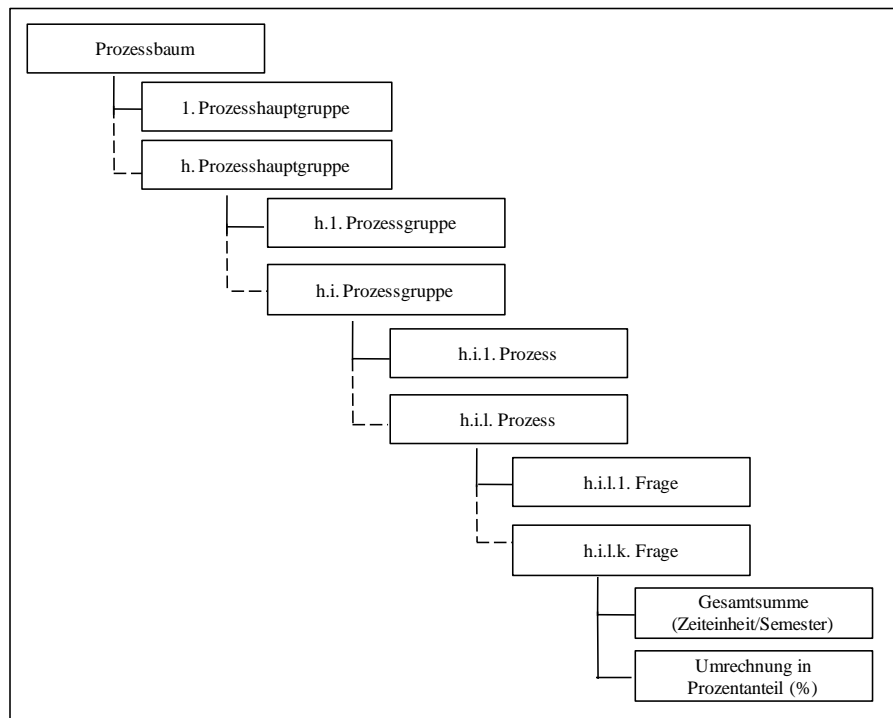 Prozessbaum
1. Prozesshauptgruppe
h. Prozesshauptgruppe
h.1. Prozessgruppe
h.i. Prozessgruppe
h.i.1. Prozess
h.i.l. Prozess
h.i.l.1. Frage
h.i.l.k. Frage
Gesamtsumme
(Zeiteinheit/Semester)
Umrechnung in
Prozentanteil (%)